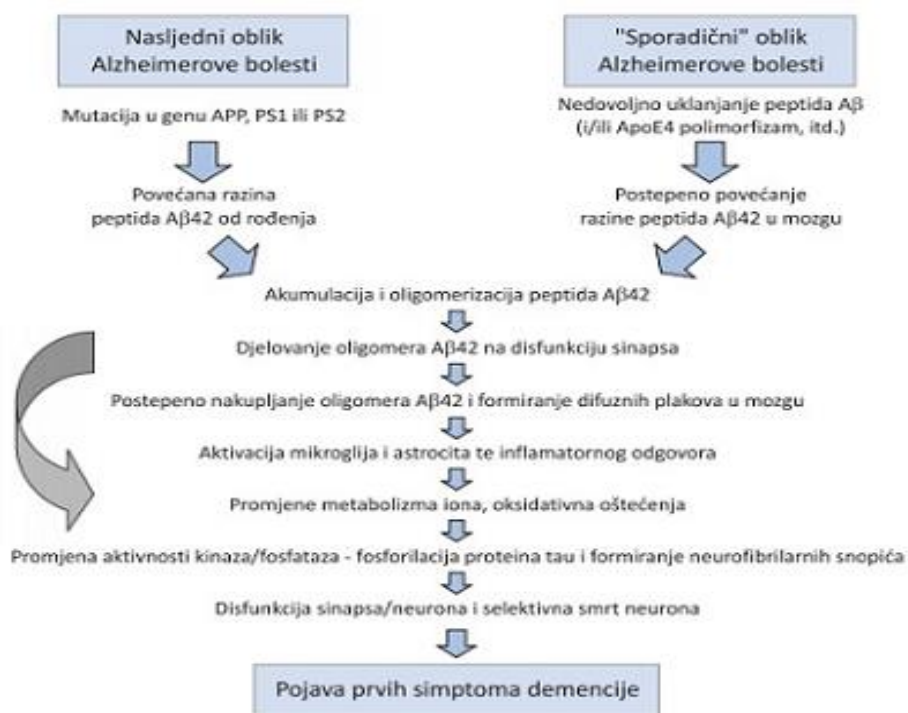 Nasljedni oblik
Alzheimerove bolesti
"Sporadični" oblik
Alzheimerove bolesti
Mutacija u genu APP, PS1 ili PS2
Nedovoljno uklanjanje peptida Aβ
(i/ili ApoE4 polimorfizam, itd.)
Povećana razina
peptida Aβ42 od rođenja
Postepeno povećanje
razine peptida Aβ42 u mozgu
Akumulacija i oligomerizacija peptida Aβ42
Djelovanje oligomera Aβ42 na disfunkciju sinapsa
Postepeno nakupljanje oligomera Aβ42 i formiranje difuznih plakova u mozgu
Aktivacija mikroglija i astrocita te inflamatornog odgovora
Promjene metabolizma iona, oksidativna oštećenja
Promjena aktivnosti kinaza/fosfataza - fosforilacija proteina tau i formiranje neurofibrilarnih snopića
Disfunkcija sinapsa/neurona i selektivna smrt neurona
Pojava prvih simptoma demencije